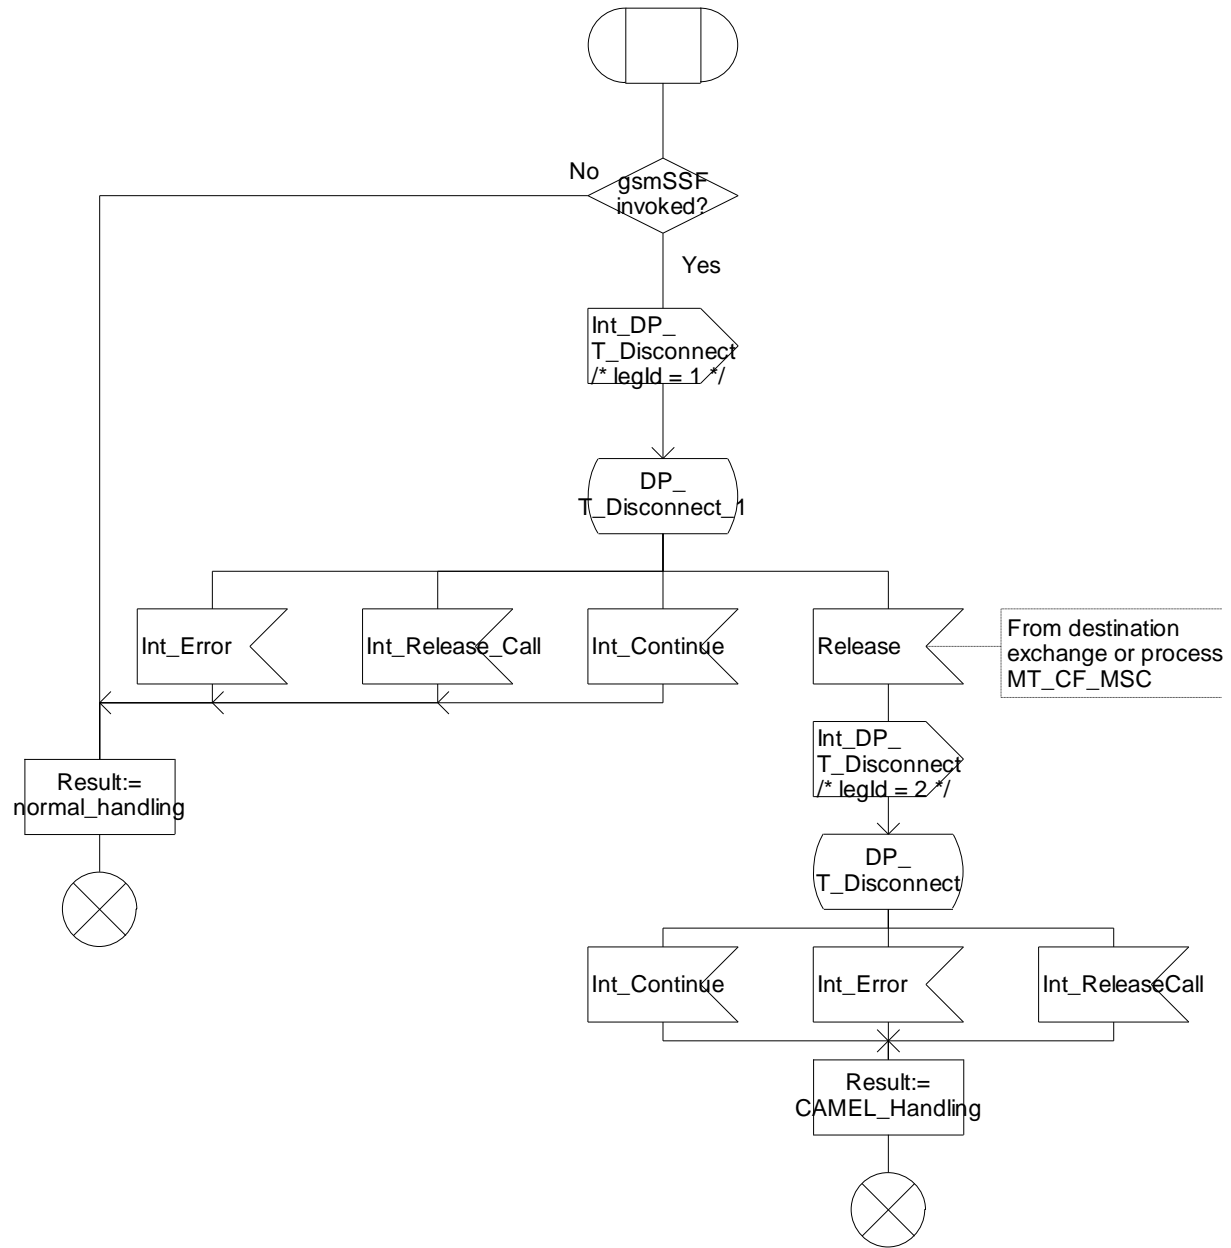 No
gsmSSF
invoked?
Yes
Int_DP_
T_Disconnect
/* legId = 1 */
DP_
T_Disconnect_1
Int_Error
Int_Release_Call
Int_Continue
Release
From destination
exchange or process
MT_CF_MSC
Int_DP_
T_Disconnect
/* legId = 2 */
Result:=
normal_handling
DP_
T_Disconnect
Int_Continue
Int_Error
Int_ReleaseCall
Result:=
CAMEL_Handling